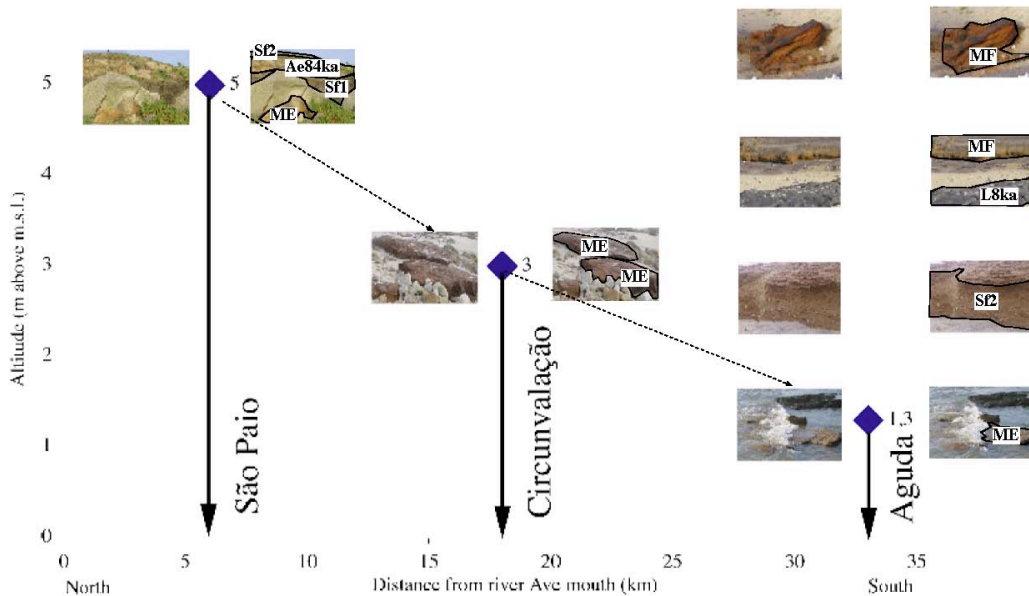 Sf2
Ae84ka
Sf1
ME
5
MF
MF
L8ka
ME
ME
3
Sf2
ME
1,3
São Paio
Circunvalação
Aguda
Altitude (m above m.s.l.)
5
4
3
2
1
0
0
5
10
15
20
25
30
35
North
Distance from river Ave mouth (km)
South